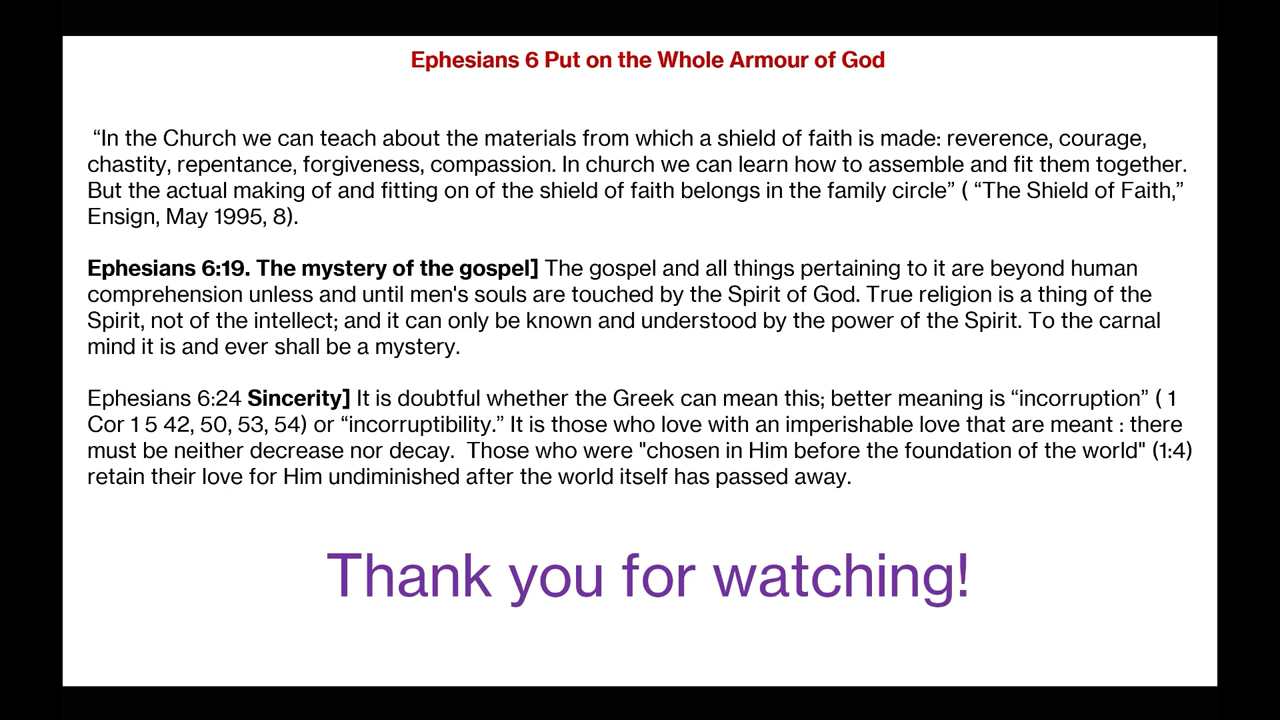 Ephesians 6 Put on the Whole Armour of God
“In the Church we can teach about the materials from which a shield of faith is made: reverence, courage,
chastity, repentance, forgiveness, compassion. In church we can learn how to assemble and fit them together.
But the actual making of and fitting on of the shield of faith belongs in the family circle” ( “The Shield of Faith,”
Ensign, May 1995, 8).
Ephesians 6:19. The mystery of the gospel] The gospel and all things pertaining to it are beyond human
comprehension unless and until men's souls are touched by the Spirit of God. True religion is a thing of the
Spirit, not of the intellect; and it can only be known and understood by the power of the Spirit. To the carnal
mind it is and ever shall be a mystery.
Ephesians 6:24 Sincerity] It is doubtful whether the Greek can mean this; better meaning is “incorruption” ( 1
Cor 1 5 42, 50, 53, 54) or “incorruptibility.” It is those who love with an imperishable love that are meant : there
must be neither decrease nor decay.  Those who were "chosen in Him before the foundation of the world" (1:4)
retain their love for Him undiminished after the world itself has passed away.
Thank you for watching!